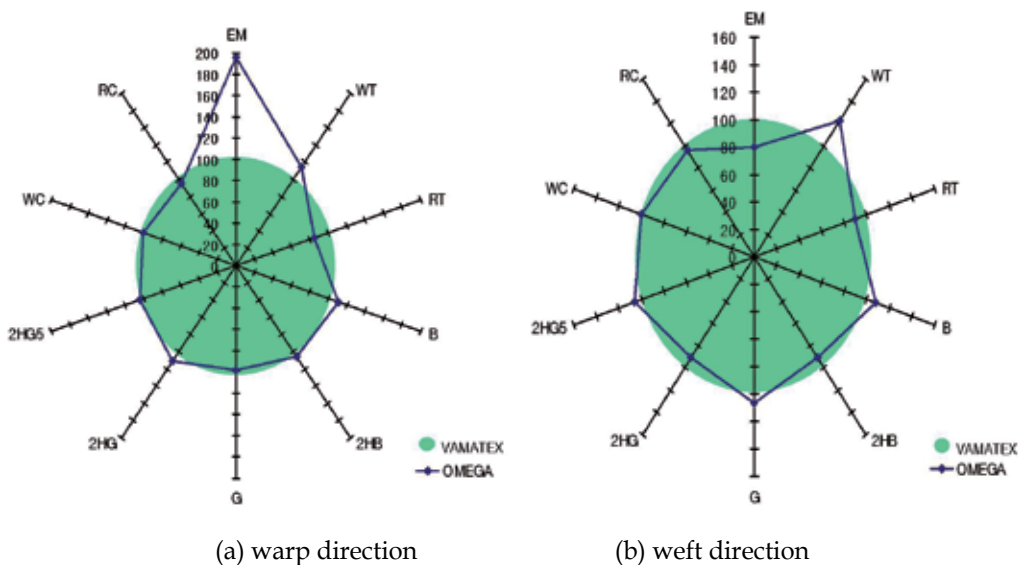 EM
200
180
160
140
120
100
80
60
40
20
0
RC
WT
WC
RT
2HG5
B
2HG
2HB
G
VAMATEX
OMEGA
(a) warp direction
EM
160
140
120
100
80
60
40
20
0
RC
WT
WC
RT
2HG5
B
2HG
2HB
G
VAMATEX
OMEGA
(b) weft direction